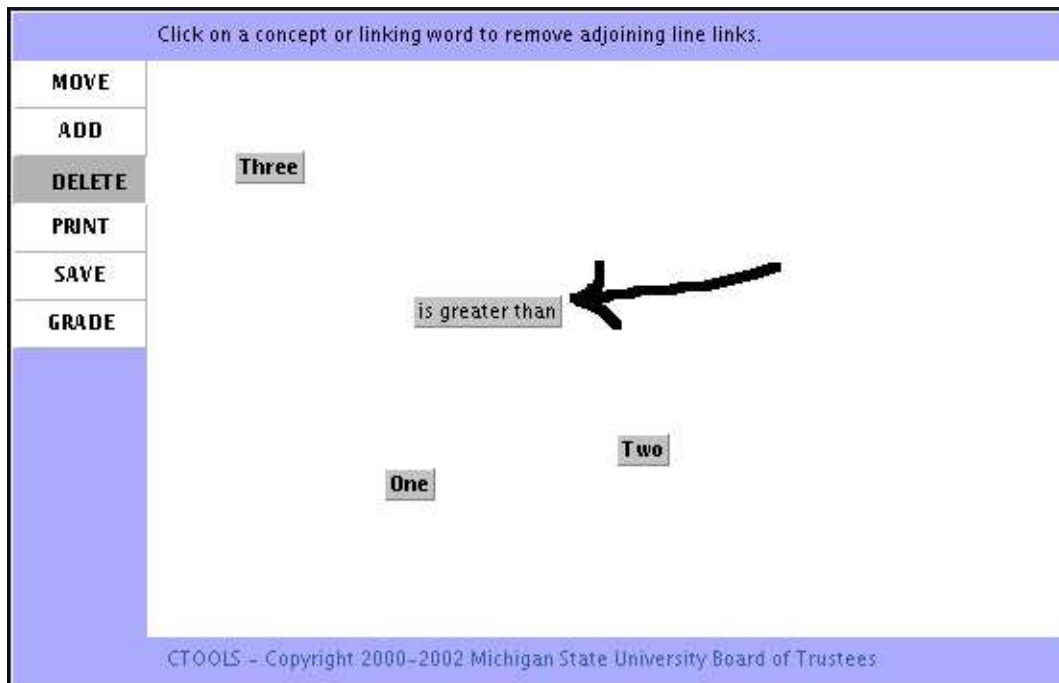 Click on a concept or linking word to remove adjoining line links.
MOVE
ADD
DELETE
PRINT
SAVE
GRADE
Three
is greater than
Two
One
CTOOLS - Copyright 2000-2002 Michigan State University Board of Trustees